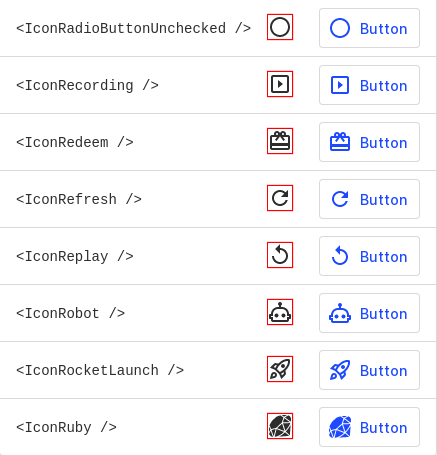 <IconRadioButtonUnchecked /> Button
<IconRecording /> Button
<IconRedeem /> Button
<IconRefresh /> Button
<IconReplay /> Button
<IconRobot /> Button
<IconRocketLaunch /> Button
<IconRuby /> Button